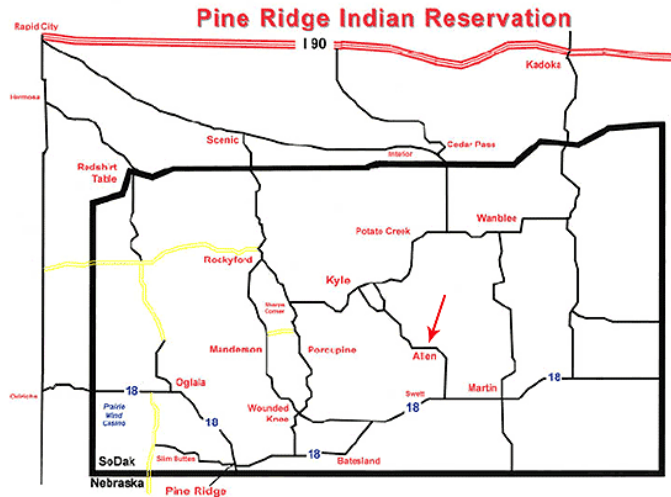 Pine Ridge Indian Reservation
Rapid City
I 90
Kadoka
Hermosa
Scenic
Cedar Pass
Interior
Redshirt
Table
Wanblee
Potate Creek
Rockyford
Kyle
Sharps
Corner
Manderson
Porcupine
Allen
Oglala
18
Martin
18
Swett
18
Oelrichs
Prairie
Wind
Casino
18
Wounded
Knee
18
Batesland
Slim Buttes
SoDak
Nebraska
Pine Ridge